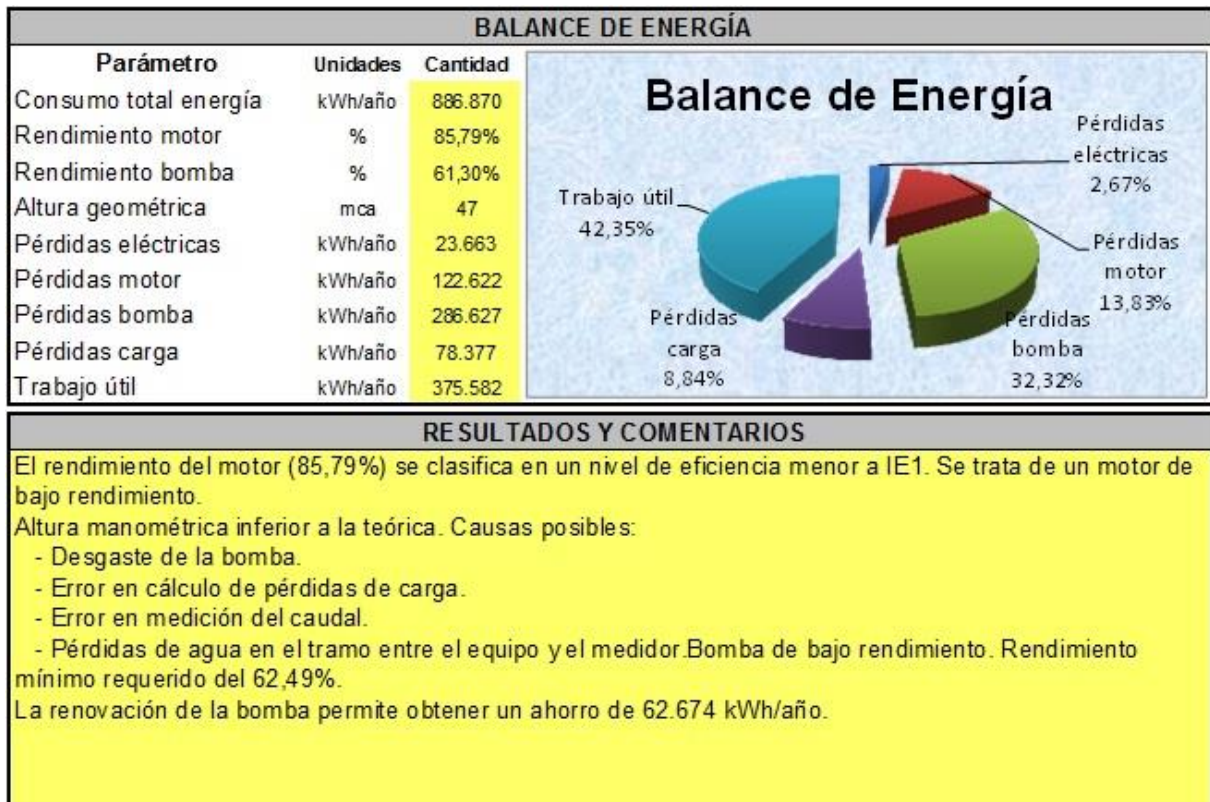 BALANCE DE ENERGÍA
Parámetro Unidades Cantidad
Consumo total energía kWh/año 886.870
Rendimiento motor % 85,79%
Rendimiento bomba % 61,30%
Altura geométrica mca 47
Pérdidas eléctricas kWh/año 23.663
Pérdidas motor kWh/año 122.622
Pérdidas bomba kWh/año 286.627
Pérdidas carga kWh/año 78.377
Trabajo útil kWh/año 375.582
Balance de Energía
Pérdidas
eléctricas
2,67%
Trabajo útil
42,35%
Pérdidas
motor
13,83%
Pérdidas
carga
8,84%
Pérdidas
bomba
32,32%
RESULTADOS Y COMENTARIOS
El rendimiento del motor (85,79%) se clasifica en un nivel de eficiencia menor a IE1. Se trata de un motor de
bajo rendimiento.
Altura manométrica inferior a la teórica. Causas posibles:
- Desgaste de la bomba.
- Error en cálculo de pérdidas de carga.
- Error en medición del caudal.
- Pérdidas de agua en el tramo entre el equipo y el medidor.Bomba de bajo rendimiento. Rendimiento
mínimo requerido del 62,49%.
La renovación de la bomba permite obtener un ahorro de 62.674 kWh/año.